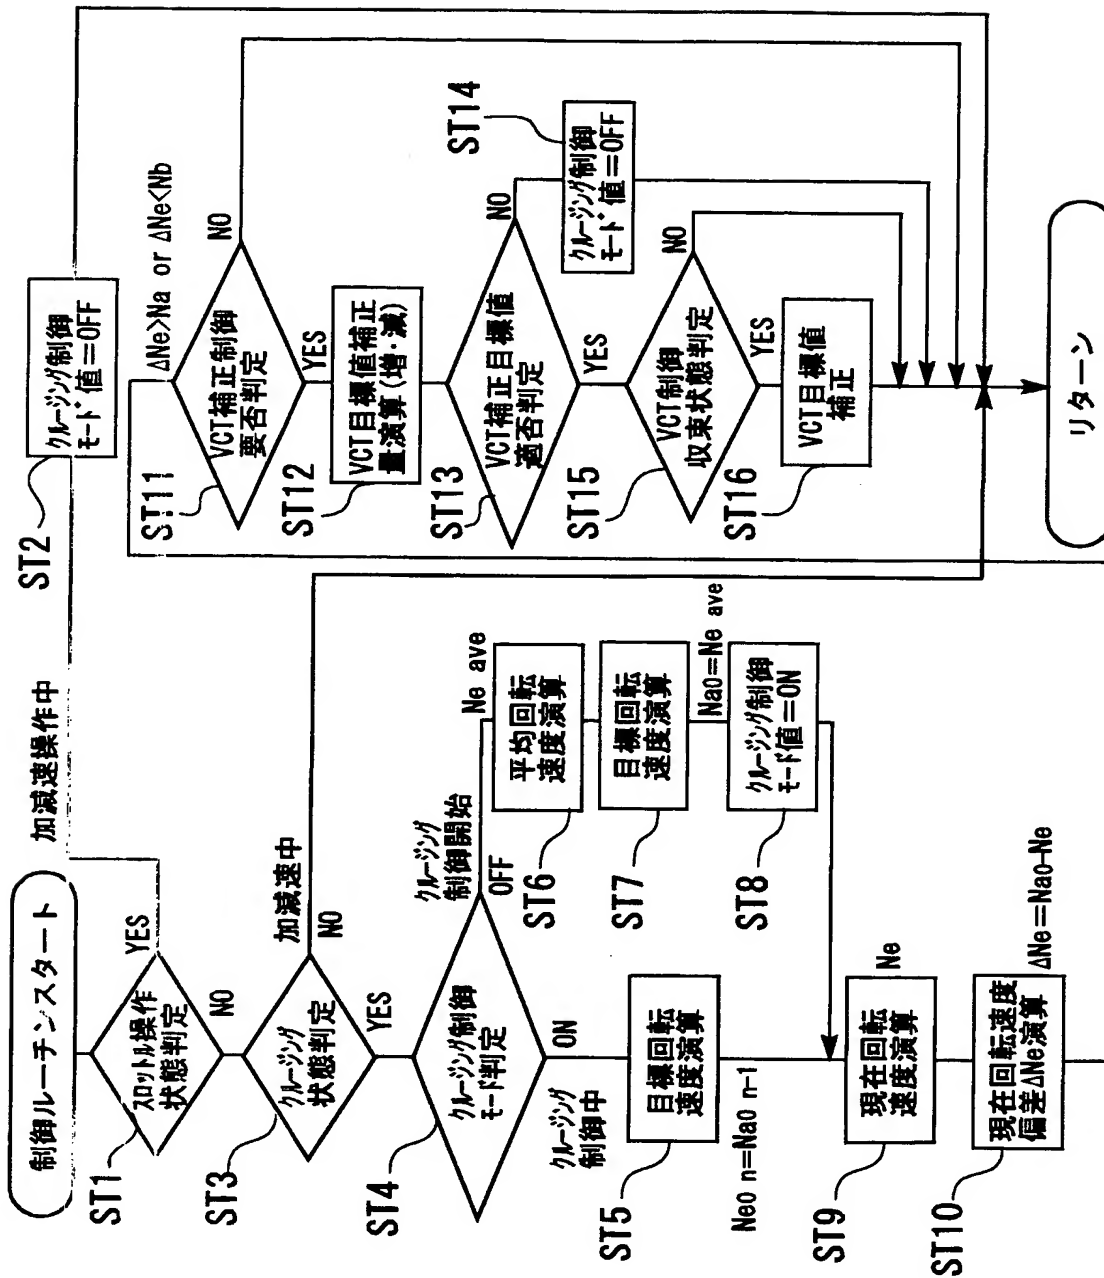 制御ルーチンスタート
ST1
スロットル操作
状態判定
YES
加減速操作中
NO
ST2
クルージング制御
モード値=OFF
ST3
クルージング
状態判定
加減速中
NO
YES
ST4
クルージング制御
モード判定
クルージング
制御開始
OFF
クルージング
制御中
ON
ST5
目標回転
速度演算
Neo n=Nao n-1
ST6
平均回転
速度演算
Ne ave
ST7
目標回転
速度演算
Nao=Ne ave
ST8
クルージング制御
モード値=ON
ST9
現在回転
速度演算
Ne
ST10
現在回転速度
偏差ΔNe演算
ΔNe=Nao-Ne
ΔNe>Na or ΔNe<Nb
ST11
VCT補正制御
要否判定
NO
YES
ST12
VCT目標値補正
量演算(増・減)
ST13
VCT補正目標値
適否判定
NO
YES
ST14
クルージング制御
モード値=OFF
ST15
VCT制御
収束状態判定
NO
YES
ST16
VCT目標値
補正
リターン